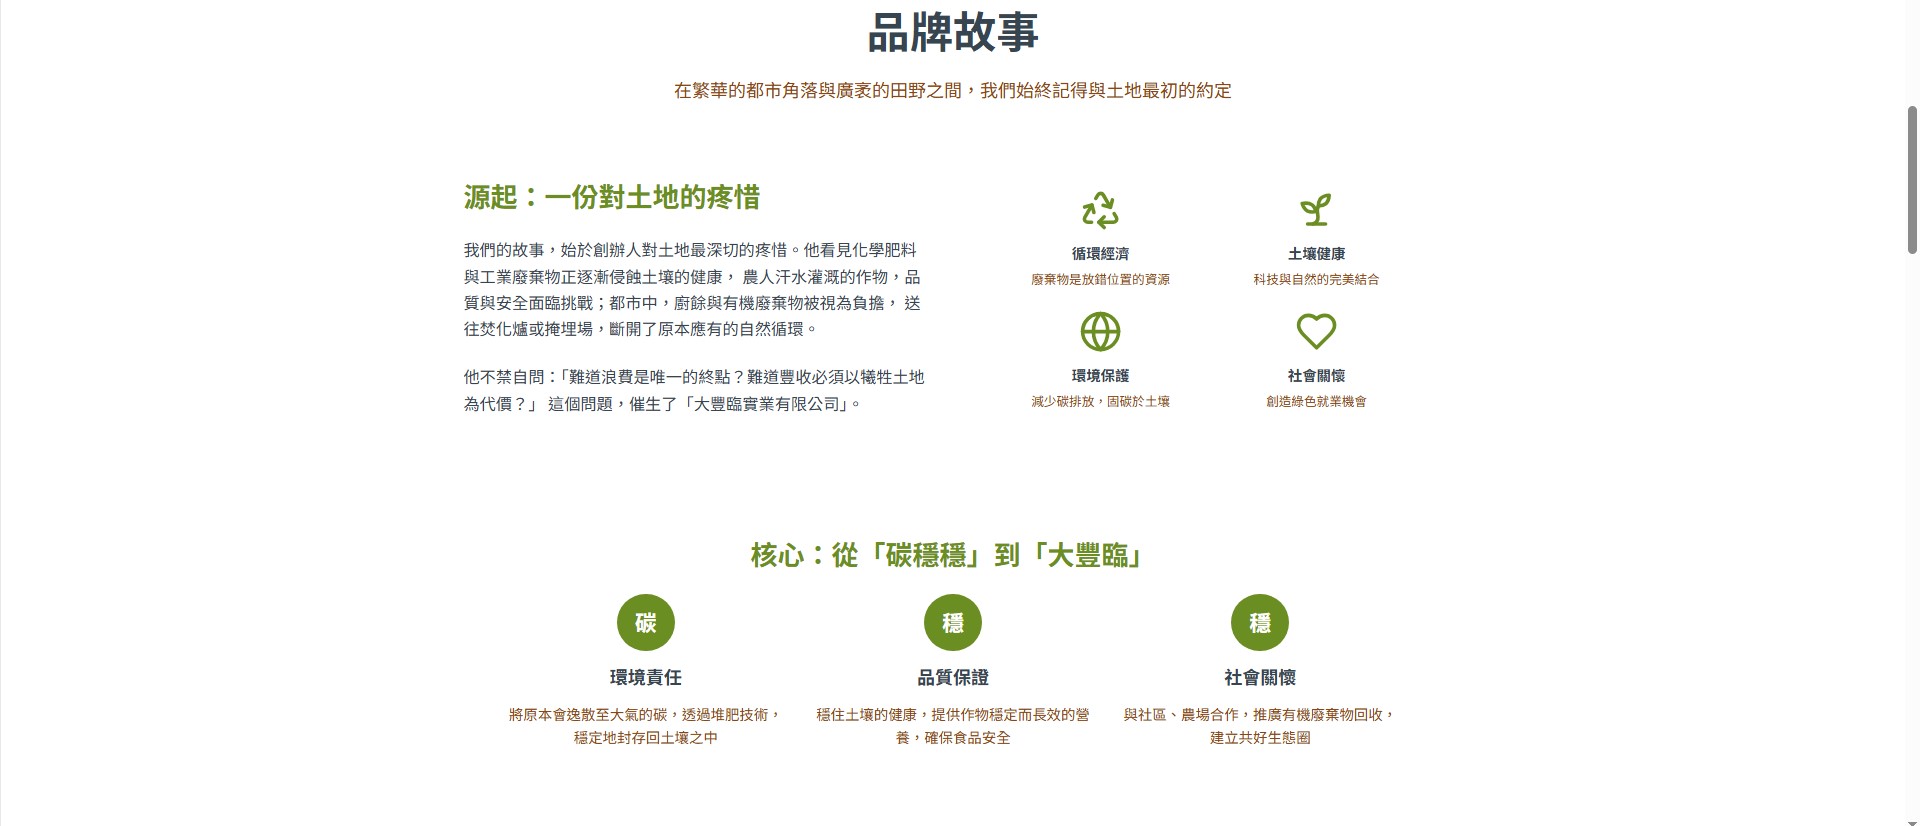 品牌故事
在繁華的都市角落與廣袤的田野之間，我們始終記得與土地最初的約定
源起：一份對土地的疼惜
我們的故事，始於創辦人對土地最深切的疼惜。他看見化學肥料
與工業廢棄物正逐漸侵蝕土壤的健康， 農人汗水灌溉的作物，品
質與安全面臨挑戰；都市中，廚餘與有機廢棄物被視為負擔， 送
往焚化爐或掩埋場，斷開了原本應有的自然循環。
他不禁自問：「難道浪費是唯一的終點？難道豐收必須以犧牲土地
為代價？」 這個問題，催生了「大豐臨實業有限公司」。
循環經濟
廢棄物是放錯位置的資源
土壤健康
科技與自然的完美結合
環境保護
減少碳排放，固碳於土壤
社會關懷
創造綠色就業機會
核心：從「碳穩穩」到「大豐臨」
碳
環境責任
將原本會逸散至大氣的碳，透過堆肥技術，
穩定地封存回土壤之中
穩
品質保證
穩住土壤的健康，提供作物穩定而長效的營
養，確保食品安全
穩
社會關懷
與社區、農場合作，推廣有機廢棄物回收，
建立共好生態圈